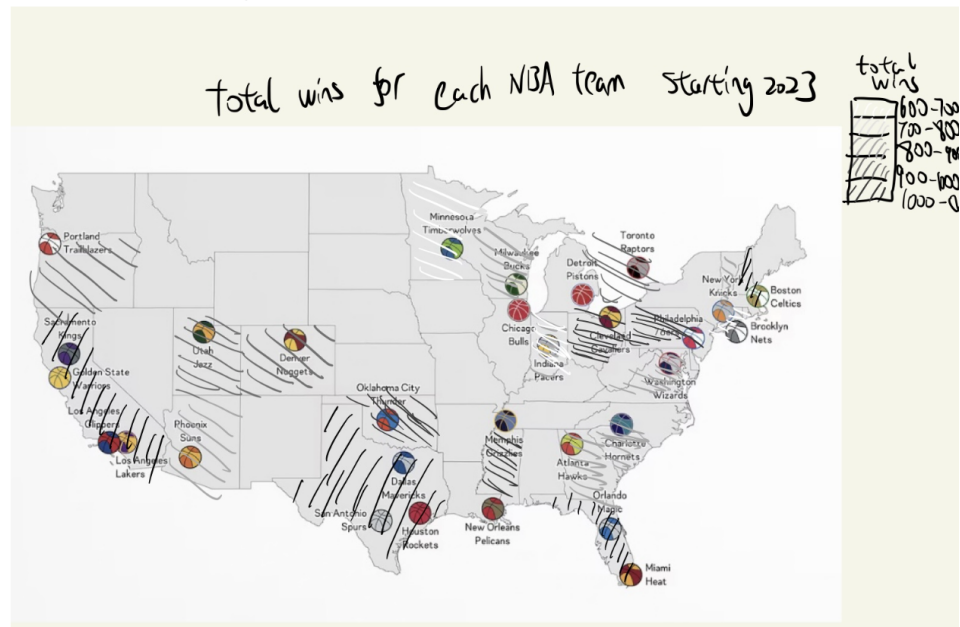 total wins for each NBA team starting 2023
total
wins
600-700
700-800
800-900
900-1000
1000-0
Minnesota
Timberwolves
Portland
Trailblazers
Toronto
Raptors
Milwaukee
Bucks
Detroit
Pistons
New York
Knicks
Boston
Celtics
Sacramento
Kings
Chicago
Bulls
Cleveland
Cavaliers
Philadelphia
76ers
Brooklyn
Nets
Utah
Jazz
Denver
Nuggets
Indiana
Pacers
Golden State
Warriors
Washington
Wizards
Oklahoma City
Thunder
Los Angeles
Clippers
Phoenix
Suns
Memphis
Grizzlies
Charlotte
Hornets
Los Angeles
Lakers
Atlanta
Hawks
Dallas
Mavericks
Orlando
Magic
San Antonio
Spurs
Houston
Rockets
New Orleans
Pelicans
Miami
Heat